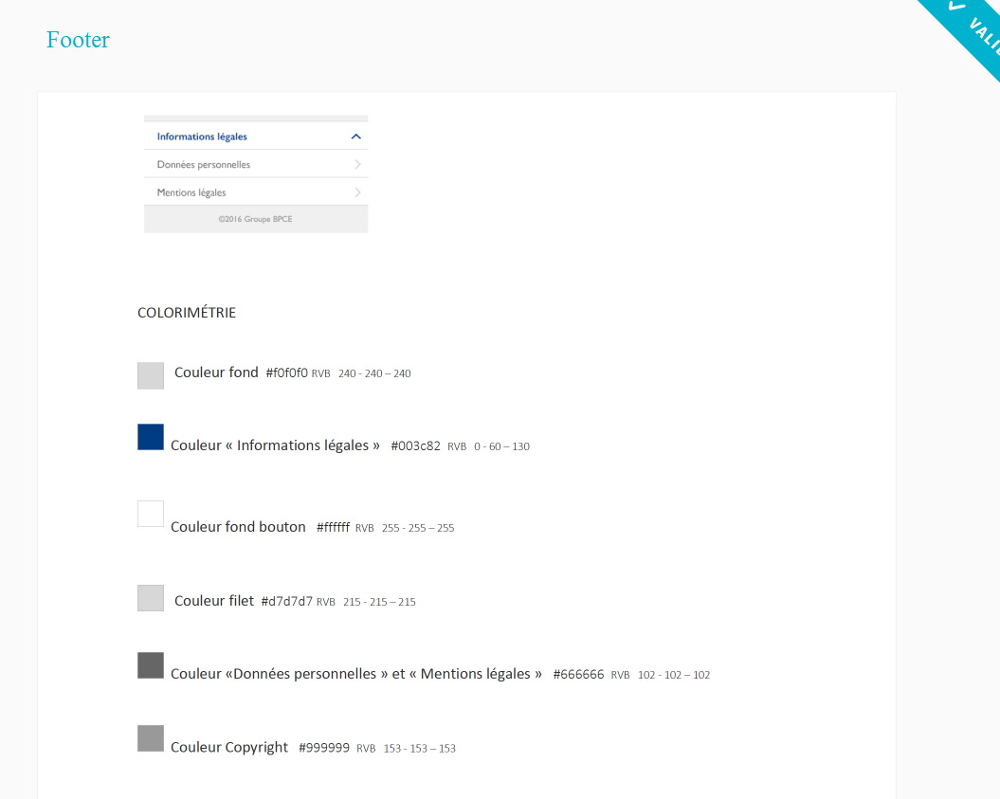 Footer
Informations légales
Données personnelles
Mentions légales
©2016 Groupe BPCE
COLORIMÉTRIE
Couleur fond #f0f0f0 RVB 240 - 240 – 240
Couleur « Informations légales » #003c82 RVB 0 - 60 – 130
Couleur fond bouton #ffffff RVB 255 - 255 – 255
Couleur filet #d7d7d7 RVB 215 - 215 – 215
Couleur «Données personnelles » et « Mentions légales » #666666 RVB 102 - 102 – 102
Couleur Copyright #999999 RVB 153 - 153 – 153